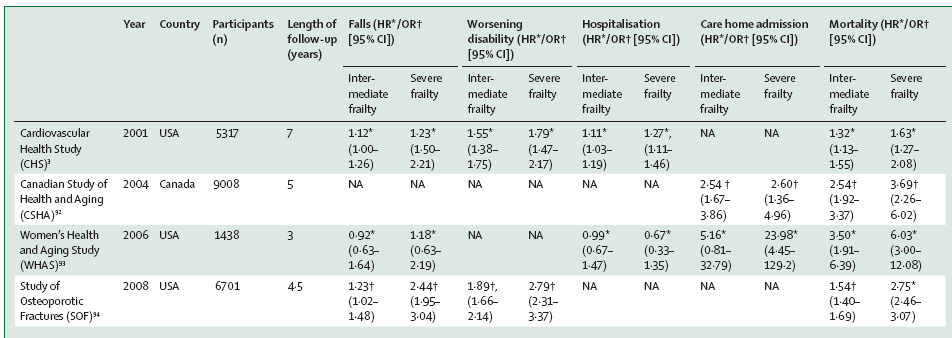 Year Country Participants (n) Length of follow-up (years) Falls (HR*/OR† [95% CI]) Worsening disability (HR*/OR† [95% CI]) Hospitalisation (HR*/OR† [95% CI]) Care home admission (HR*/OR† [95% CI]) Mortality (HR*/OR† [95% CI])
Inter-mediate frailty Severe frailty Inter-mediate frailty Severe frailty Inter-mediate frailty Severe frailty Inter-mediate frailty Severe frailty Inter-mediate frailty Severe frailty
Cardiovascular 2001 USA 5317 7 1·12* 1·23* 1·55* 1·79* 1·11* 1·27*, NA NA 1·32* 1·63*
Health Study (1·00– (1·50– (1·38– (1·47– (1·03– (1·11– (1·13– (1·27–
(CHS)³ 1·26) 2·21) 1·75) 2·17) 1·19) 1·46) 1·55) 2·08)
Canadian Study of 2004 Canada 9008 5 NA NA NA NA NA NA 2·54 † 2·60† 2·54† 3·69†
Health and Aging (1·67– (1·36– (1·92– (2·26–
(CSHA)⁹² 3·86) 4·96) 3·37) 6·02)
Women's Health 2006 USA 1438 3 0·92* 1·18* NA NA 0·99* 0·67* 5·16* 23·98* 3·50* 6·03*
and Aging Study (0·63– (0·63– (0·67– (0·33– (0·81– (4·45– (1·91– (3·00–
(WHAS)⁹³ 1·64) 2·19) 1·47) 1·35) 32·79) 129·2) 6·39) 12·08)
Study of 2008 USA 6701 4·5 1·23† 2·44† 1·89†, 2·79† NA NA NA NA 1·54† 2·75*
Osteoporotic (1·02– (1·95– (1·66– (2·31– (1·40– (2·46–
Fractures (SOF)⁹⁴ 1·48) 3·04) 2·14) 3·37) 1·69) 3·07)